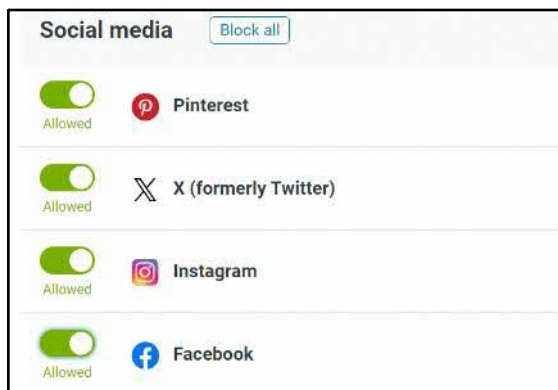 Social media Block all
Pinterest
Allowed
X (formerly Twitter)
Allowed
Instagram
Allowed
Facebook
Allowed